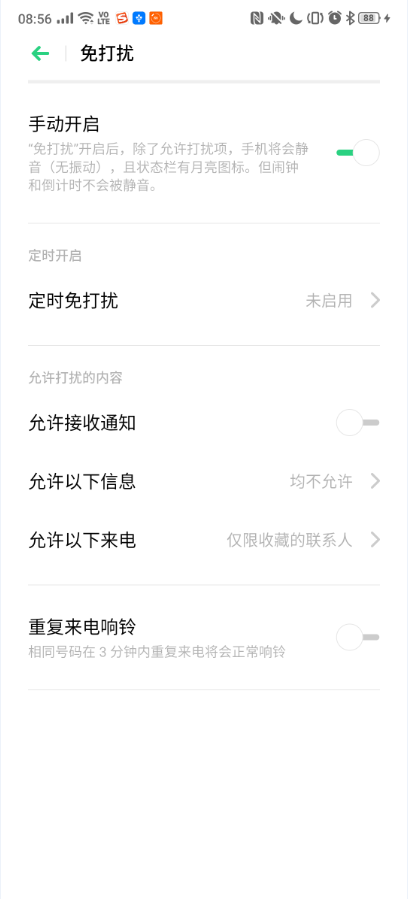 08:56 VO LTE 88
免打扰
手动开启
“免打扰”开启后，除了允许打扰项，手机将会静
音（无振动），且状态栏有月亮图标。但闹钟
和倒计时不会被静音。
定时开启
定时免打扰 未启用
允许打扰的内容
允许接收通知
允许以下信息 均不允许
允许以下来电 仅限收藏的联系人
重复来电响铃
相同号码在 3 分钟内重复来电将会正常响铃